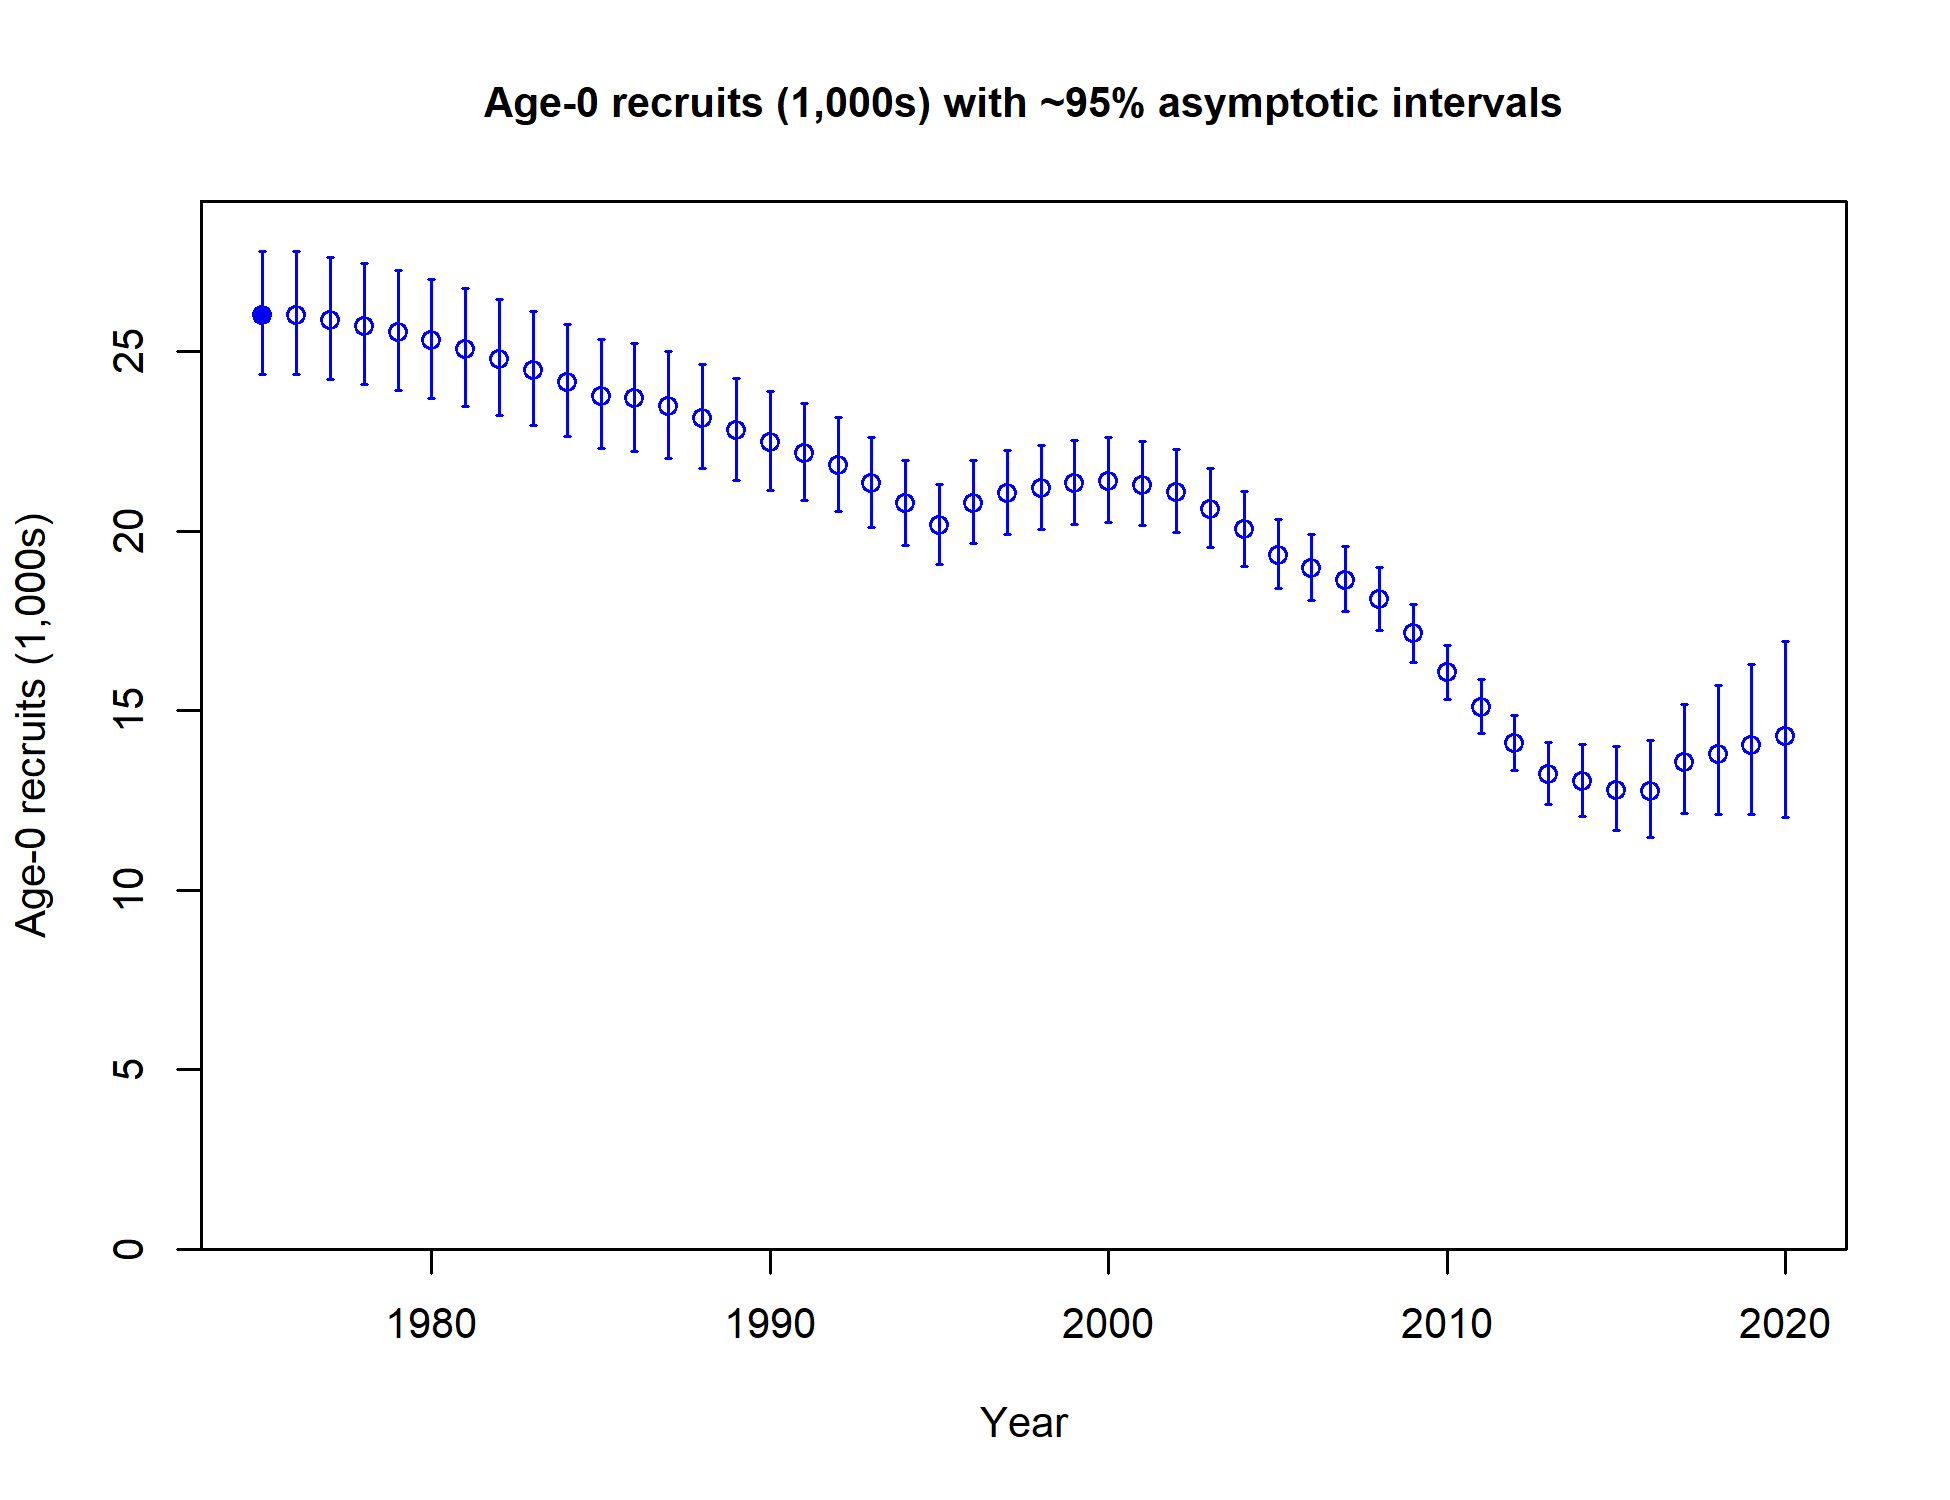 Age-0 recruits (1,000s) with ~95% asymptotic intervals
Age-0 recruits (1,000s)
25
20
15
10
5
0
1980 1990 2000 2010 2020
Year